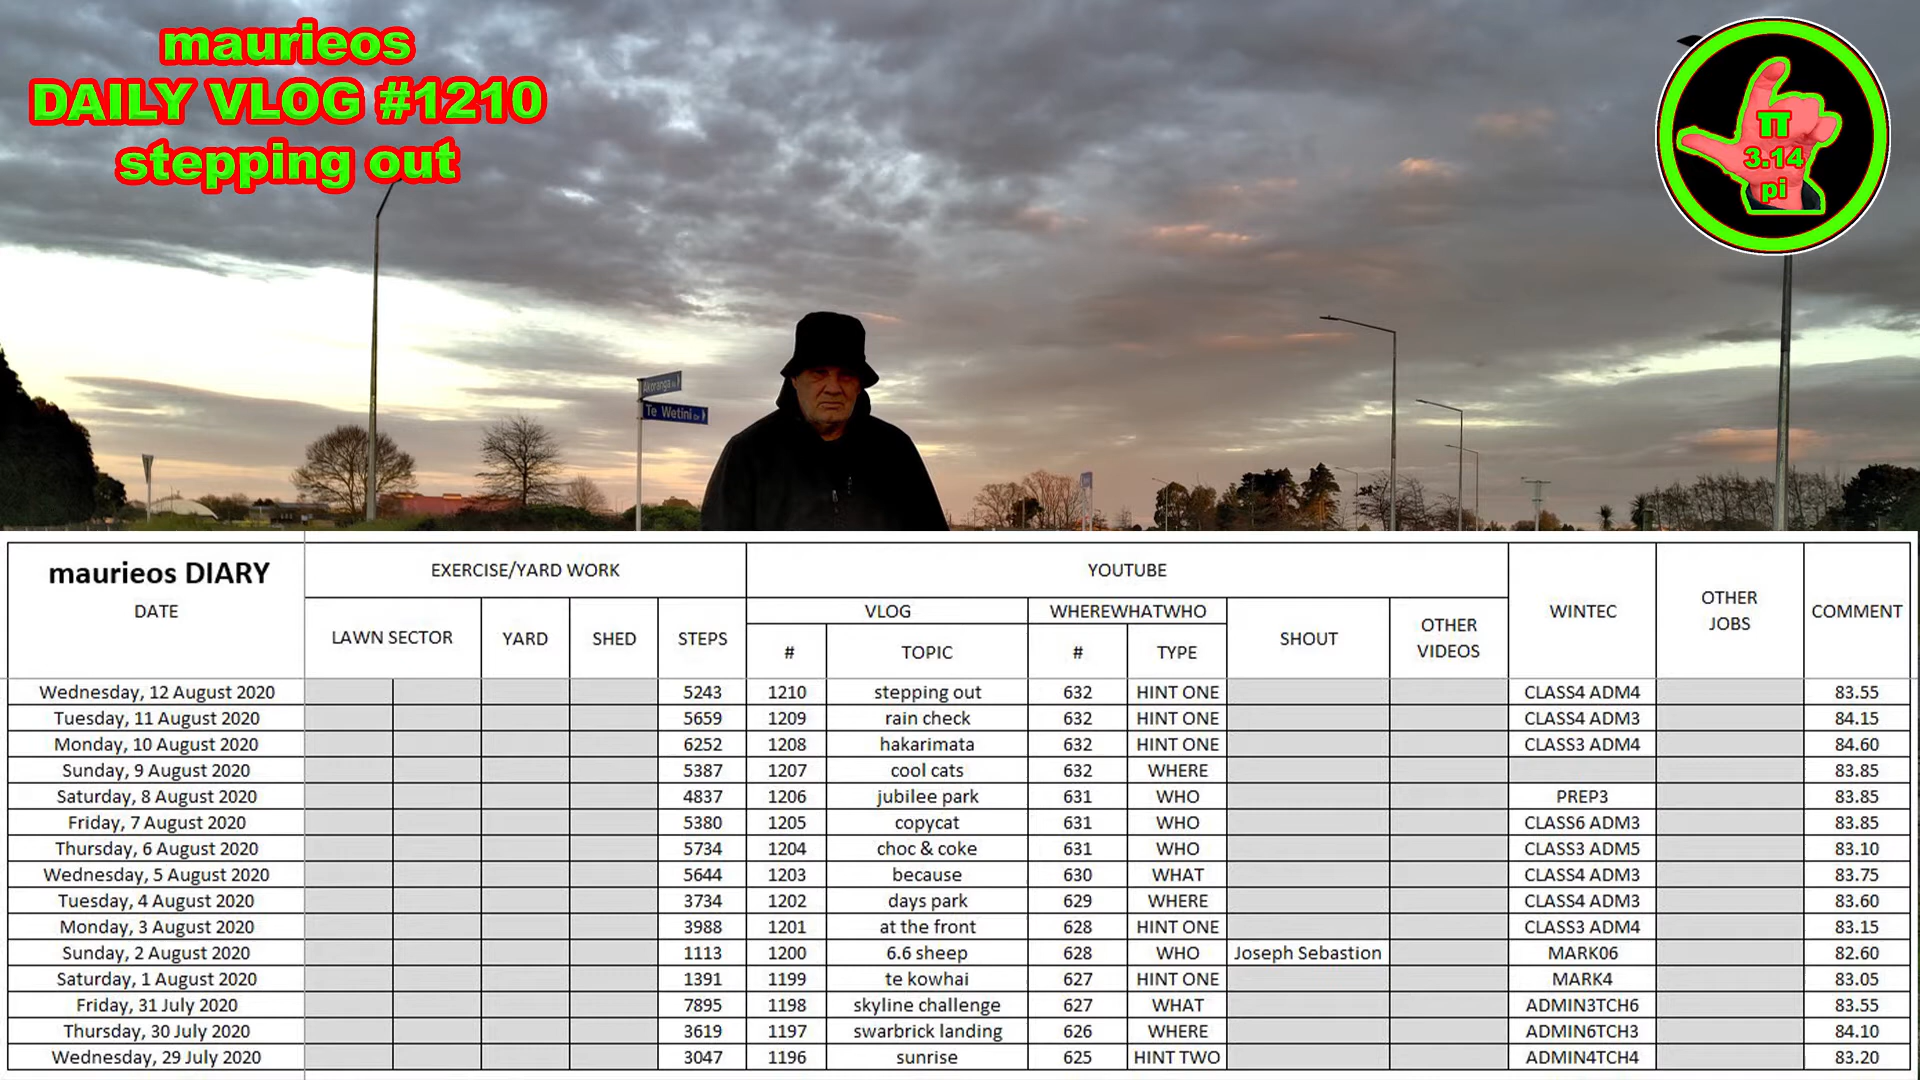 maurieos
DAILY VLOG #1210
stepping out
π
3.14
pi
Akoranga
Te Wetini Dr
maurieos DIARY
DATE
EXERCISE/YARD WORK
YOUTUBE
WINTEC
OTHER JOBS
COMMENT
LAWN SECTOR
YARD
SHED
STEPS
VLOG
WHEREWHATWHO
SHOUT
OTHER VIDEOS
#
TOPIC
#
TYPE
Wednesday, 12 August 2020 5243 1210 stepping out 632 HINT ONE CLASS4 ADM4 83.55
Tuesday, 11 August 2020 5659 1209 rain check 632 HINT ONE CLASS4 ADM3 84.15
Monday, 10 August 2020 6252 1208 hakarimata 632 HINT ONE CLASS3 ADM4 84.60
Sunday, 9 August 2020 5387 1207 cool cats 632 WHERE 83.85
Saturday, 8 August 2020 4837 1206 jubilee park 631 WHO PREP3 83.85
Friday, 7 August 2020 5380 1205 copycat 631 WHO CLASS6 ADM3 83.85
Thursday, 6 August 2020 5734 1204 choc & coke 631 WHO CLASS3 ADM5 83.10
Wednesday, 5 August 2020 5644 1203 because 630 WHAT CLASS4 ADM3 83.75
Tuesday, 4 August 2020 3734 1202 days park 629 WHERE CLASS4 ADM3 83.60
Monday, 3 August 2020 3988 1201 at the front 628 HINT ONE CLASS3 ADM4 83.15
Sunday, 2 August 2020 1113 1200 6.6 sheep 628 WHO Joseph Sebastion MARK06 82.60
Saturday, 1 August 2020 1391 1199 te kowhai 627 HINT ONE MARK4 83.05
Friday, 31 July 2020 7895 1198 skyline challenge 627 WHAT ADMIN3TCH6 83.55
Thursday, 30 July 2020 3619 1197 swarbrick landing 626 WHERE ADMIN6TCH3 84.10
Wednesday, 29 July 2020 3047 1196 sunrise 625 HINT TWO ADMIN4TCH4 83.20